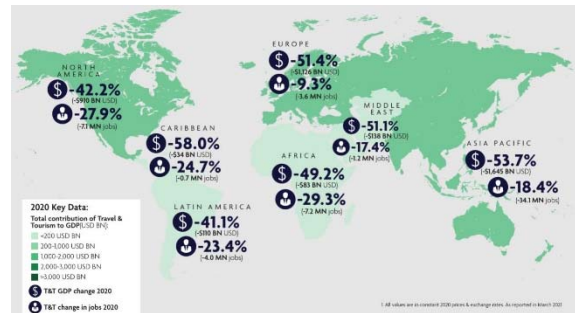 NORTH
AMERICA
-42.2%
(-$910 BN USD)
-27.9%
(-7.1 MN jobs)
EUROPE
-51.4%
(-$1,126 BN USD)
-9.3%
(-3.6 MN jobs)
CARIBBEAN
-58.0%
(-$34 BN USD)
-24.7%
(-0.7 MN jobs)
MIDDLE
EAST
-51.1%
(-$138 BN USD)
-17.4%
(-1.2 MN jobs)
AFRICA
-49.2%
(-$83 BN USD)
-29.3%
(-7.2 MN jobs)
ASIA PACIFIC
-53.7%
(-$1,645 BN USD)
-18.4%
(-34.1 MN jobs)
LATIN AMERICA
-41.1%
(-$110 BN USD)
-23.4%
(-4.0 MN jobs)
2020 Key Data:
Total contribution of Travel &
Tourism to GDP(USD BN):
<200 USD BN
200-1,000 USD BN
1,000-2,000 USD BN
2,000-3,000 USD BN
>3,000 USD BN
$ T&T GDP change 2020
T&T change in jobs 2020
1 All values are in constant 2020 prices & exchange rates. As reported in March 2021